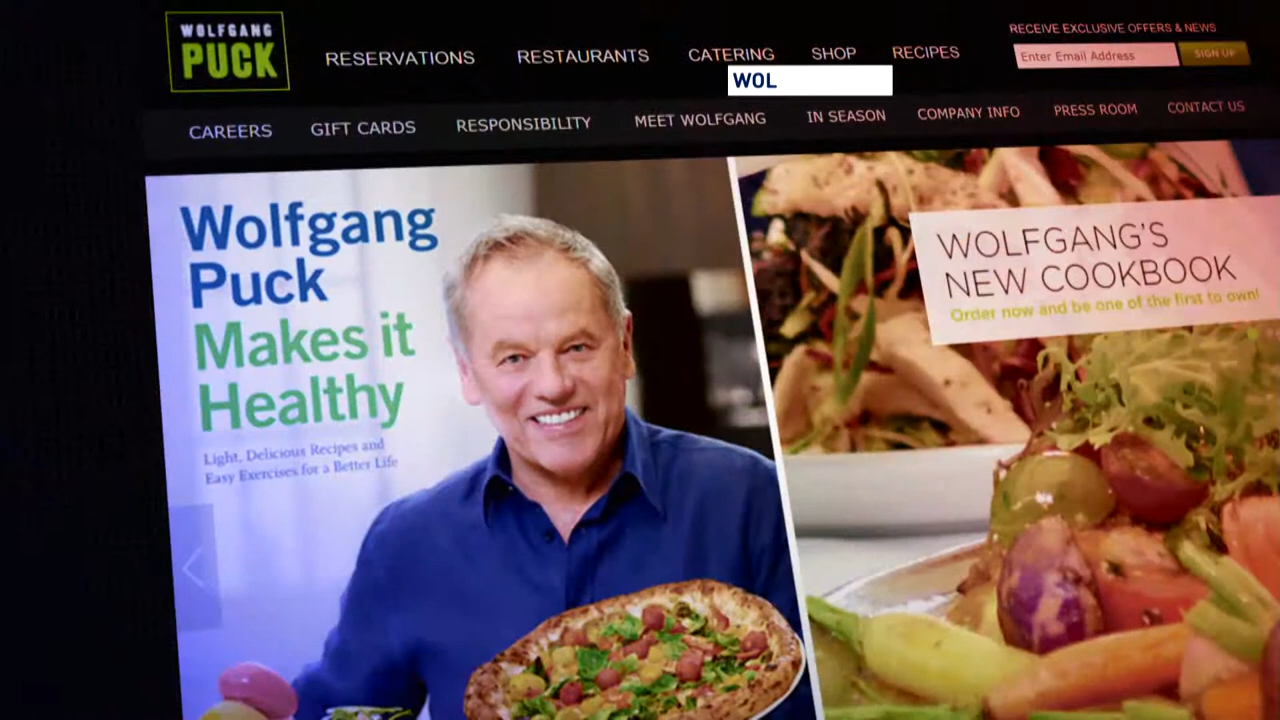 WOLFGANG
PUCK
RESERVATIONS
RESTAURANTS
CATERING
SHOP
RECIPES
RECEIVE EXCLUSIVE OFFERS & NEWS
Enter Email Address
SIGN UP
WOL
CAREERS
GIFT CARDS
RESPONSIBILITY
MEET WOLFGANG
IN SEASON
COMPANY INFO
PRESS ROOM
CONTACT US
Wolfgang
Puck
Makes it
Healthy
Light, Delicious Recipes and
Easy Exercises for a Better Life
WOLFGANG'S
NEW COOKBOOK
Order now and be one of the first to own!